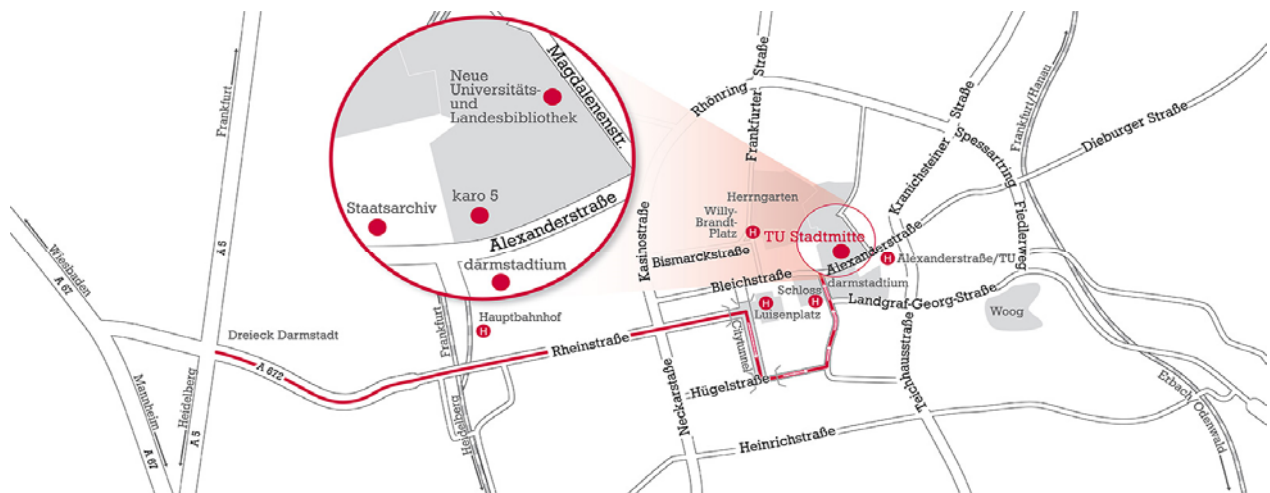 Frankfurt
A 5
Wiesbaden
A 67
Dreieck Darmstadt
Mannheim
A 67
Heidelberg
A 5
A 672
Neue
Universitäts-
und
Landesbibliothek
Magdalenenstr.
karo 5
Staatsarchiv
Alexanderstraße
darmstadtium
Frankfurt
H
Hauptbahnhof
Heidelberg
Rheinstraße
Kasinostraße
Neckarstraße
Rhönring
Frankfurter Straße
Herrngarten
Willy-
Brandt-
Platz
H
TU Stadtmitte
Bismarckstraße
Bleichstraße
Alexanderstraße
H
Alexanderstraße/TU
darmstadtium
Schloss
H
H
Luisenplatz
Citytunnel
Landgraf-Georg-Straße
Woog
Hügelstraße
Teichhausstraße
Heinrichstraße
Kranichsteiner Straße
Spessartring
Fiedlerweg
Frankfurt/Hanau
Dieburger Straße
Erbach/Odenwald